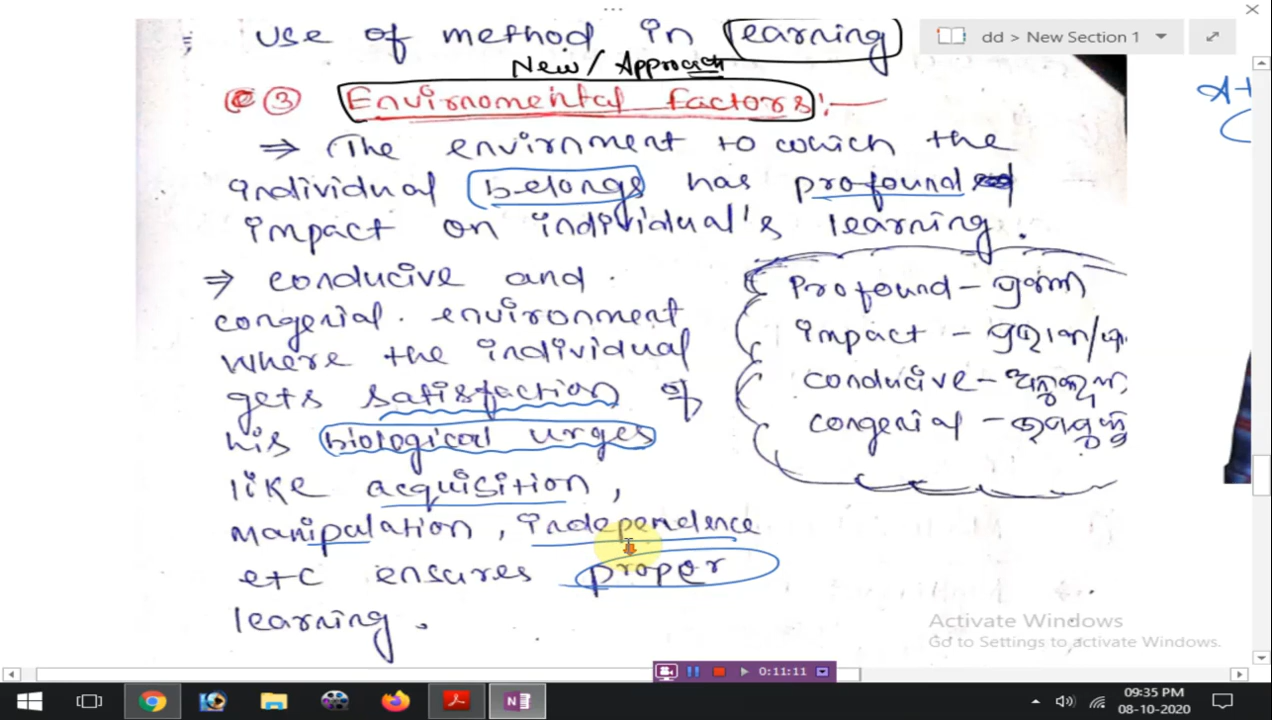 use of method in learning
dd > New Section 1
New / Approach
③ Envirnomental factors :-
⇒ The envirnment to which the
individual belongs has profound
impact on individual's learning.
⇒ conducive and
congenial. environment
where the individual
gets satisfaction of
his biological urges
like acquisition,
manipulation, independence
etc ensures proper
learning.
Profound -
impact -
conducive -
congenial -
Activate Windows
Go to Settings to activate Windows.
0:11:11
09:35 PM
08-10-2020